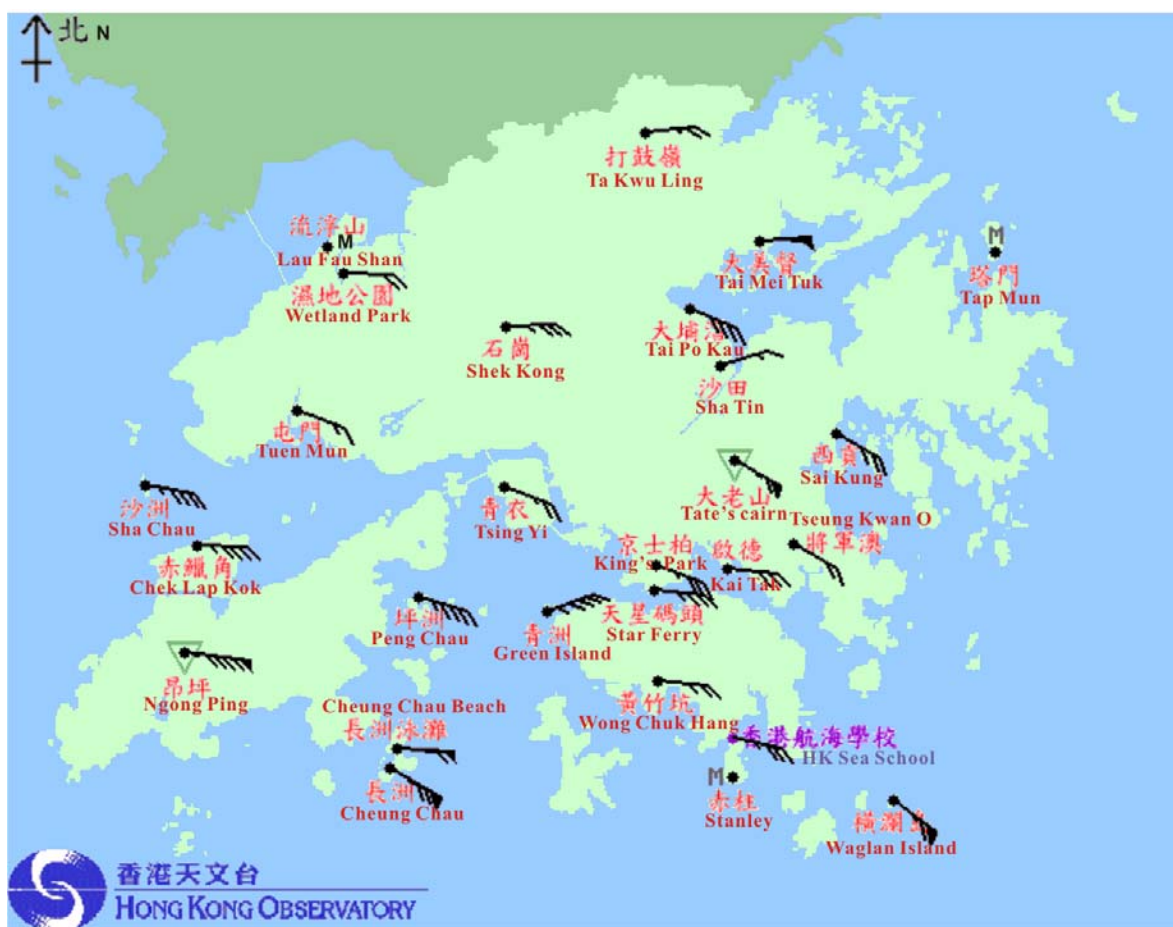 北 N
打鼓嶺
Ta Kwu Ling
流浮山
M
Lau Fau Shan
濕地公園
Wetland Park
大美督
Tai Mei Tuk
M
塔門
Tap Mun
石崗
Shek Kong
大埔滘
Tai Po Kau
沙田
Sha Tin
屯門
Tuen Mun
西貢
Sai Kung
沙洲
Sha Chau
青衣
Tsing Yi
大老山
Tate's cairn
Tseung Kwan O
將軍澳
赤鱲角
Chek Lap Kok
京士柏
King's Park
啟德
Kai Tak
坪洲
Peng Chau
青洲
Green Island
天星碼頭
Star Ferry
昂坪
Ngong Ping
黃竹坑
Wong Chuk Hang
Cheung Chau Beach
長洲泳灘
香港航海學校
HK Sea School
長洲
Cheung Chau
M
赤柱
Stanley
橫瀾島
Waglan Island
香港天文台
HONG KONG OBSERVATORY